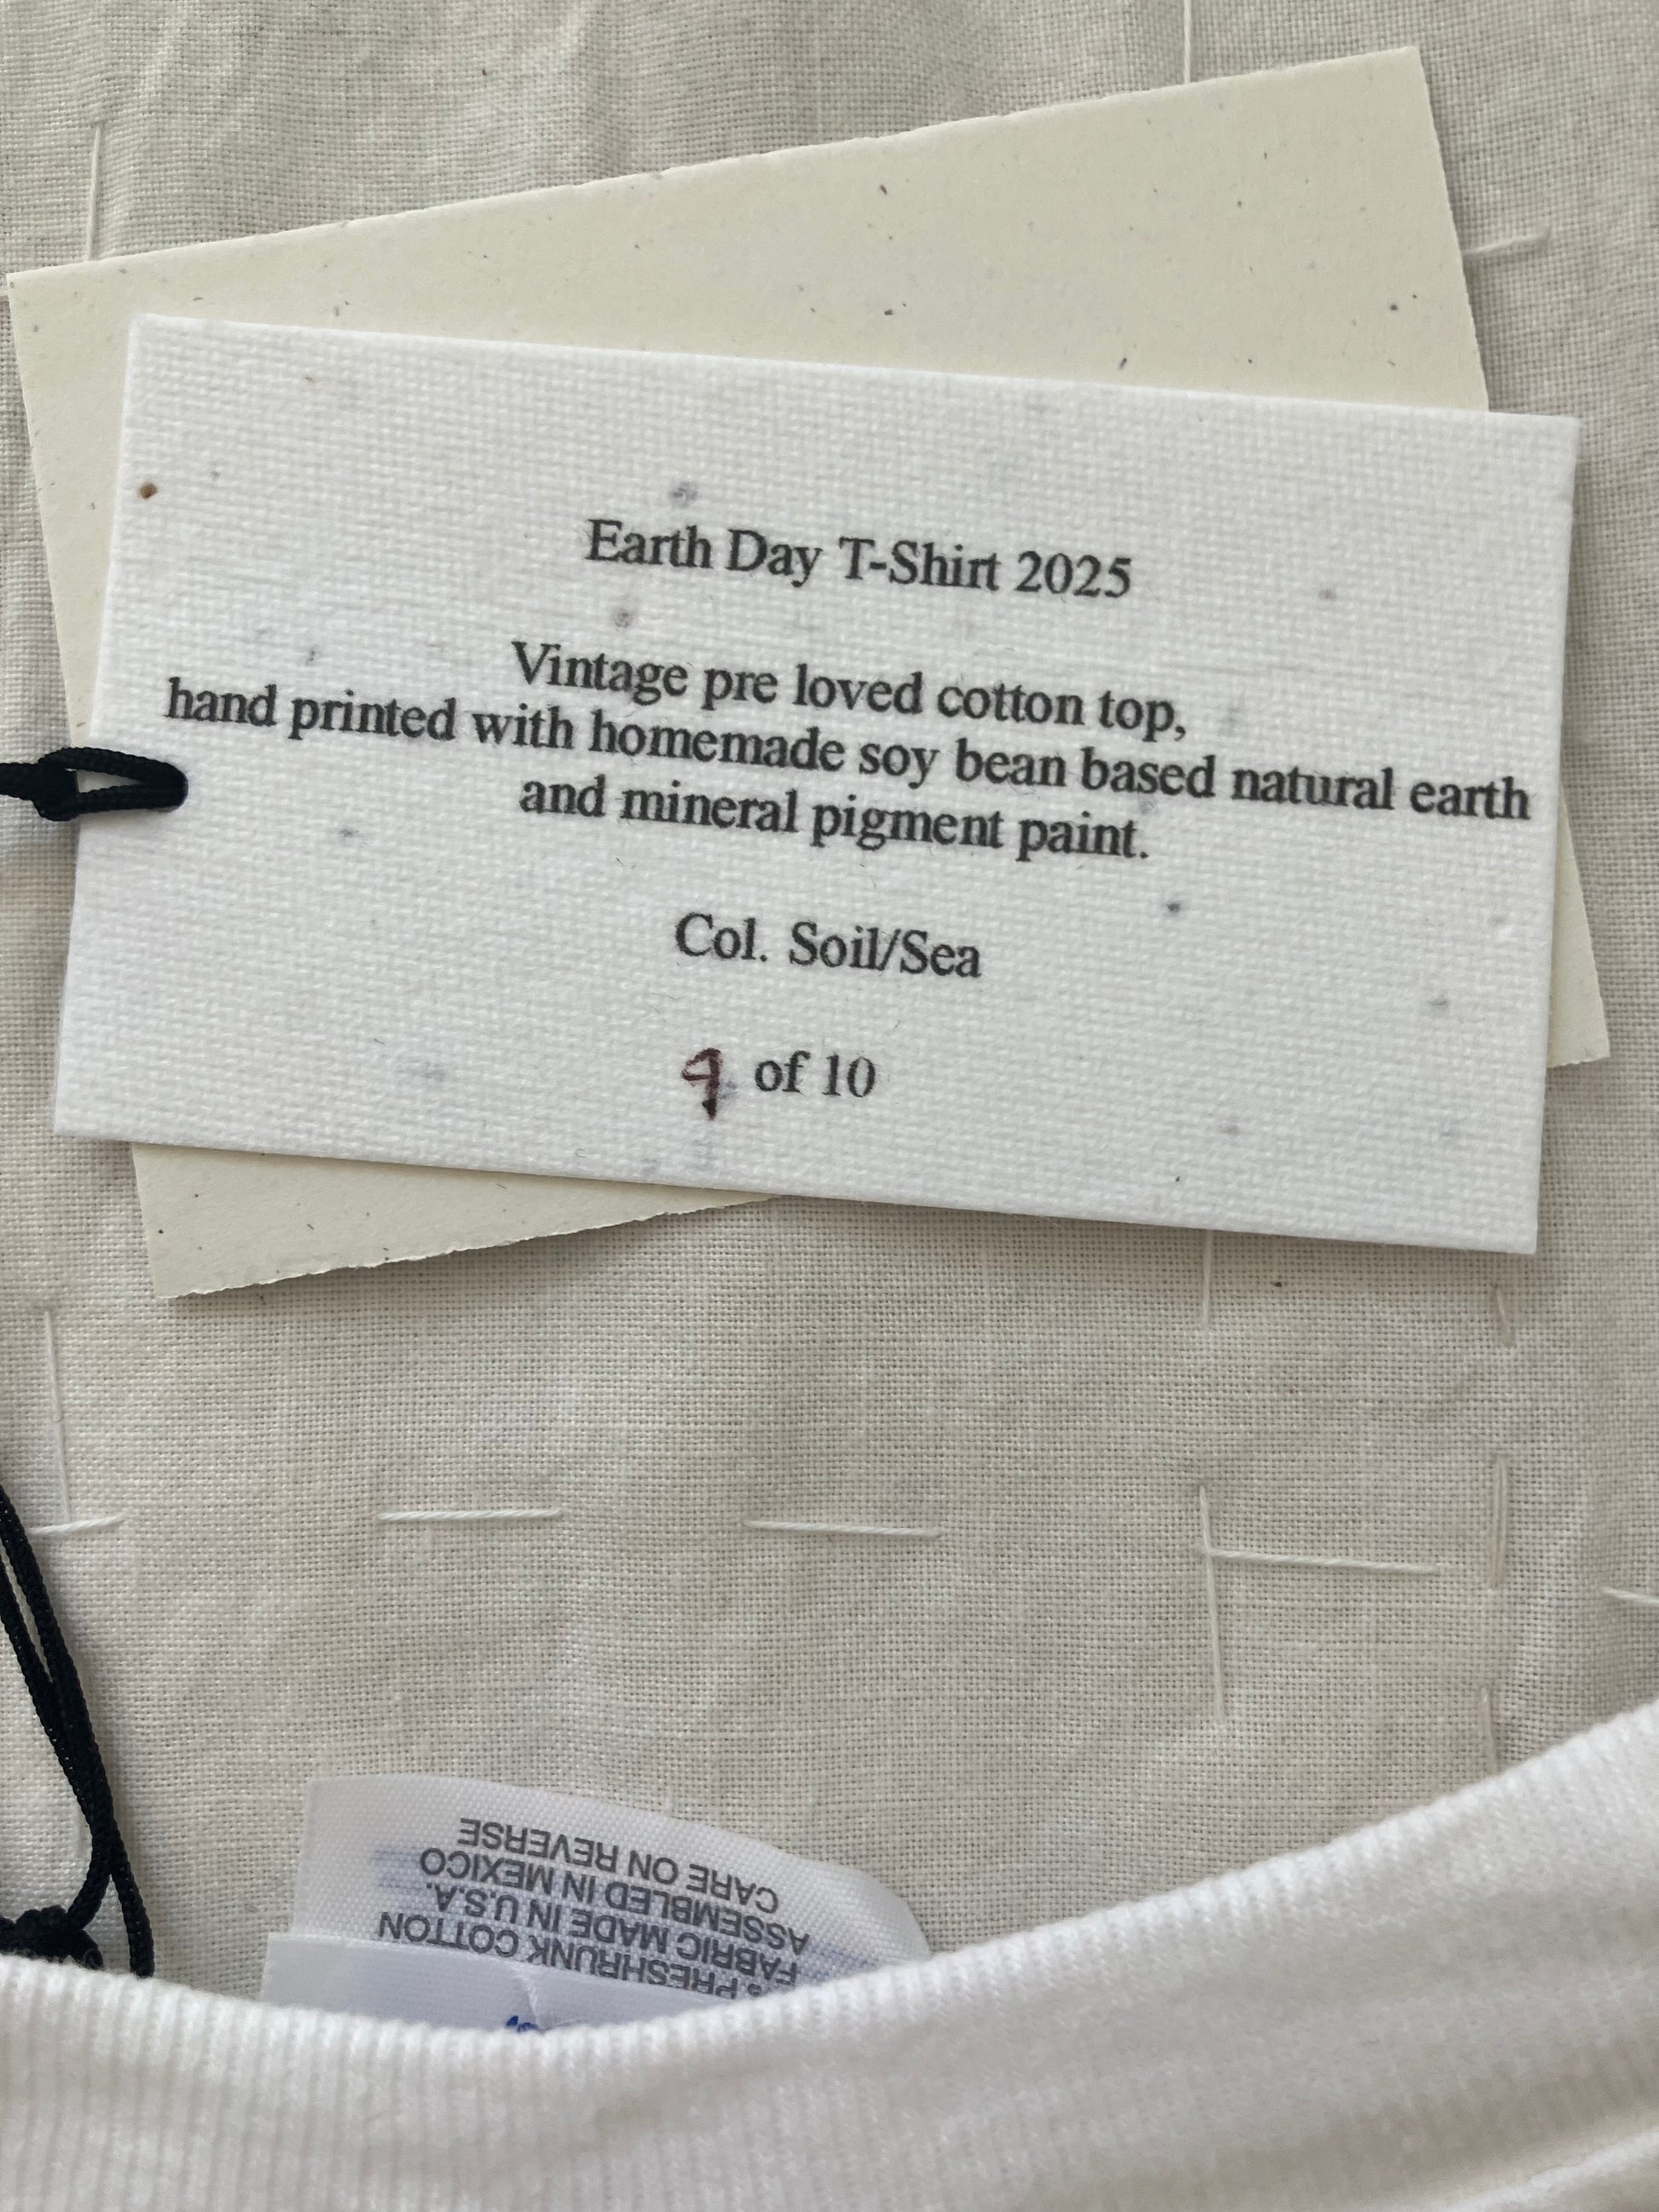 Earth Day T-Shirt 2025
Vintage pre loved cotton top,
hand printed with homemade soy bean based natural earth
and mineral pigment paint.
Col. Soil/Sea
9 of 10
PRESHRUNK COTTON
FABRIC MADE IN U.S.A.
ASSEMBLED IN MEXICO
CARE ON REVERSE